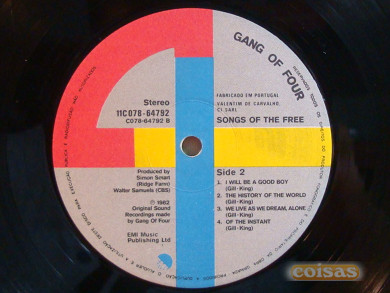 GANG OF FOUR
Stereo
11C078-64792
C078-64792 B
FABRICADO EM PORTUGAL
VALENTIM DE CARVALHO,
CI SARL
SONGS OF THE FREE
Produced by
Simon Smart
(Ridge Farm)
Walter Samuels (CBS)
℗ 1982
Original Sound
Recordings made
by Gang Of Four
EMI Music
Publishing Ltd
Side 2
1. I WILL BE A GOOD BOY
(Gill-King)
2. THE HISTORY OF THE WORLD
(Gill-King)
3. WE LIVE AS WE DREAM, ALONE
(Gill-King)
4. OF THE INSTANT
(Gill-King)
EMI
coisas